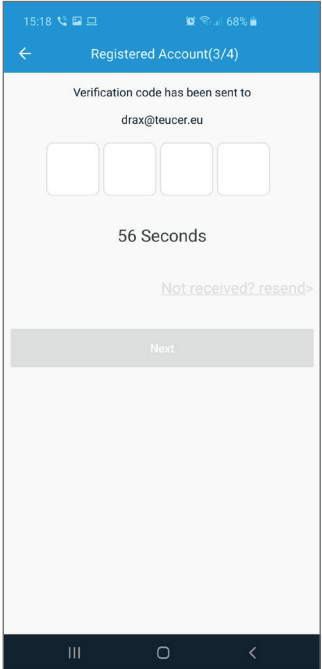 15:18 68%
Registered Account(3/4)
Verification code has been sent to
drax@teucer.eu
56 Seconds
Not received? resend>
Next